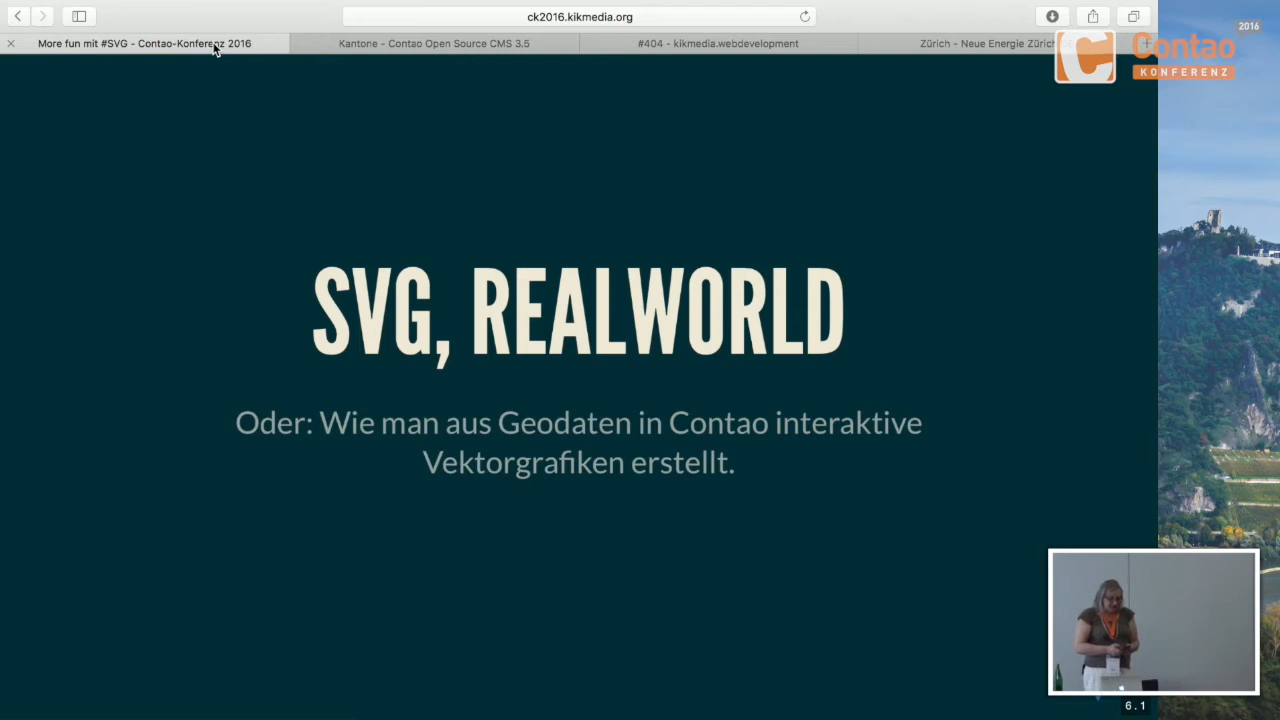 ck2016.kikmedia.org
More fun mit #SVG - Contao-Konferenz 2016
Kantone - Contao Open Source CMS 3.5
#404 - kikmedia.webdevelopment
Zürich - Neue Energie Zürich
2016
Contao
KONFERENZ
SVG, REALWORLD
Oder: Wie man aus Geodaten in Contao interaktive
Vektorgrafiken erstellt.
6.1